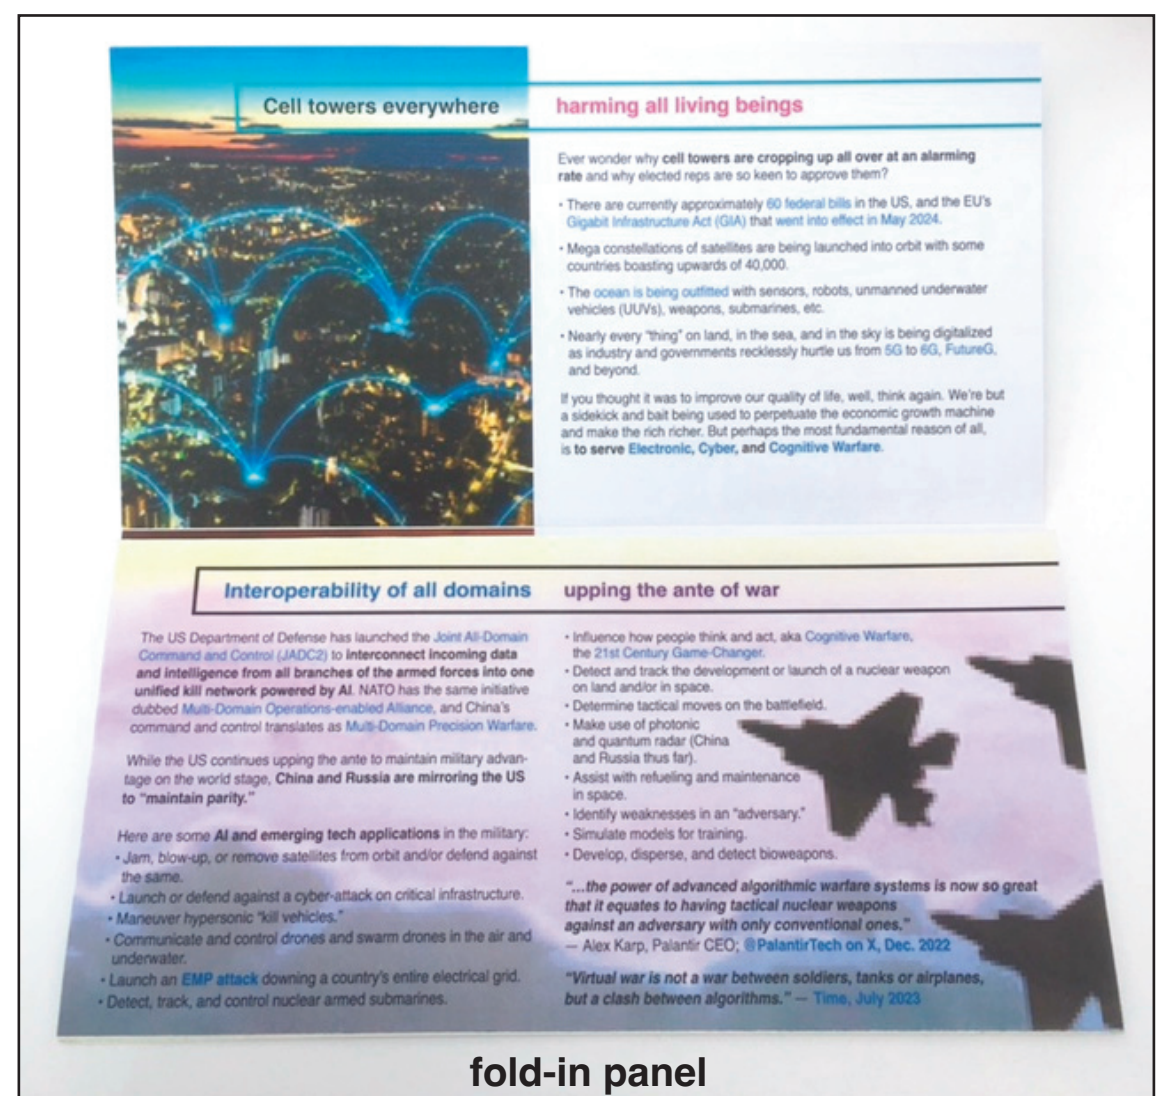 Cell towers everywhere harming all living beings
Ever wonder why cell towers are cropping up all over at an alarming
rate and why elected reps are so keen to approve them?
• There are currently approximately 60 federal bills in the US, and the EU's
Gigabit Infrastructure Act (GIA) that went into effect in May 2024.
• Mega constellations of satellites are being launched into orbit with some
countries boasting upwards of 40,000.
• The ocean is being outfitted with sensors, robots, unmanned underwater
vehicles (UUVs), weapons, submarines, etc.
• Nearly every "thing" on land, in the sea, and in the sky is being digitalized
as industry and governments recklessly hurtle us from 5G to 6G, FutureG,
and beyond.
If you thought it was to improve our quality of life, well, think again. We're but
a sidekick and bait being used to perpetuate the economic growth machine
and make the rich richer. But perhaps the most fundamental reason of all,
is to serve Electronic, Cyber, and Cognitive Warfare.
Interoperability of all domains upping the ante of war
The US Department of Defense has launched the Joint All-Domain
Command and Control (JADC2) to interconnect incoming data
and intelligence from all branches of the armed forces into one
unified kill network powered by AI. NATO has the same initiative
dubbed Multi-Domain Operations-enabled Alliance, and China's
command and control translates as Multi-Domain Precision Warfare.
While the US continues upping the ante to maintain military advan-
tage on the world stage, China and Russia are mirroring the US
to "maintain parity."
Here are some AI and emerging tech applications in the military:
• Jam, blow-up, or remove satellites from orbit and/or defend against
the same.
• Launch or defend against a cyber-attack on critical infrastructure.
• Maneuver hypersonic "kill vehicles."
• Communicate and control drones and swarm drones in the air and
underwater.
• Launch an EMP attack downing a country's entire electrical grid.
• Detect, track, and control nuclear armed submarines.
• Influence how people think and act, aka Cognitive Warfare,
the 21st Century Game-Changer.
• Detect and track the development or launch of a nuclear weapon
on land and/or in space.
• Determine tactical moves on the battlefield.
• Make use of photonic
and quantum radar (China
and Russia thus far).
• Assist with refueling and maintenance
in space.
• Identify weaknesses in an "adversary."
• Simulate models for training.
• Develop, disperse, and detect bioweapons.
"...the power of advanced algorithmic warfare systems is now so great
that it equates to having tactical nuclear weapons
against an adversary with only conventional ones."
— Alex Karp, Palantir CEO; @PalantirTech on X, Dec. 2022
"Virtual war is not a war between soldiers, tanks or airplanes,
but a clash between algorithms." — Time, July 2023
fold-in panel